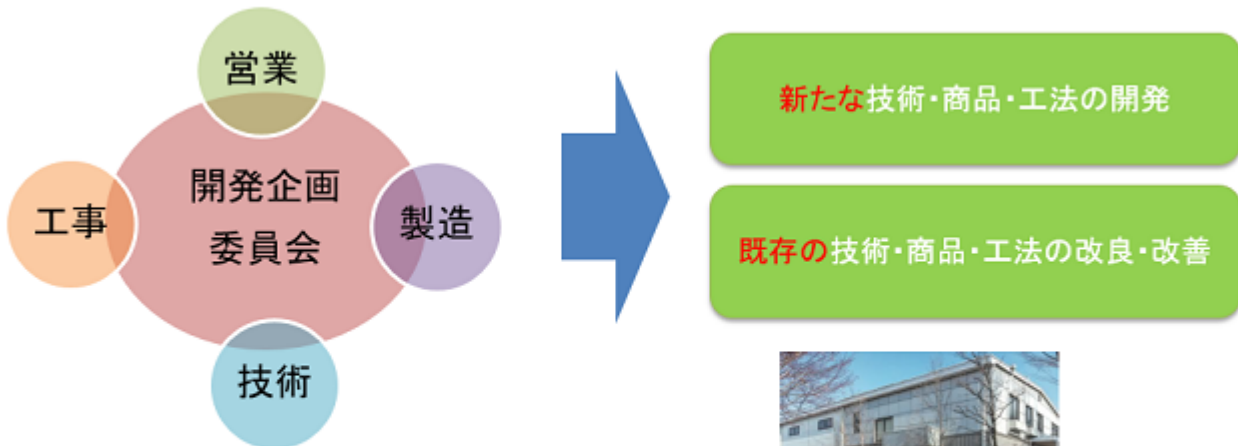 営業
開発企画
委員会
工事
製造
技術
新たな技術・商品・工法の開発
既存の技術・商品・工法の改良・改善